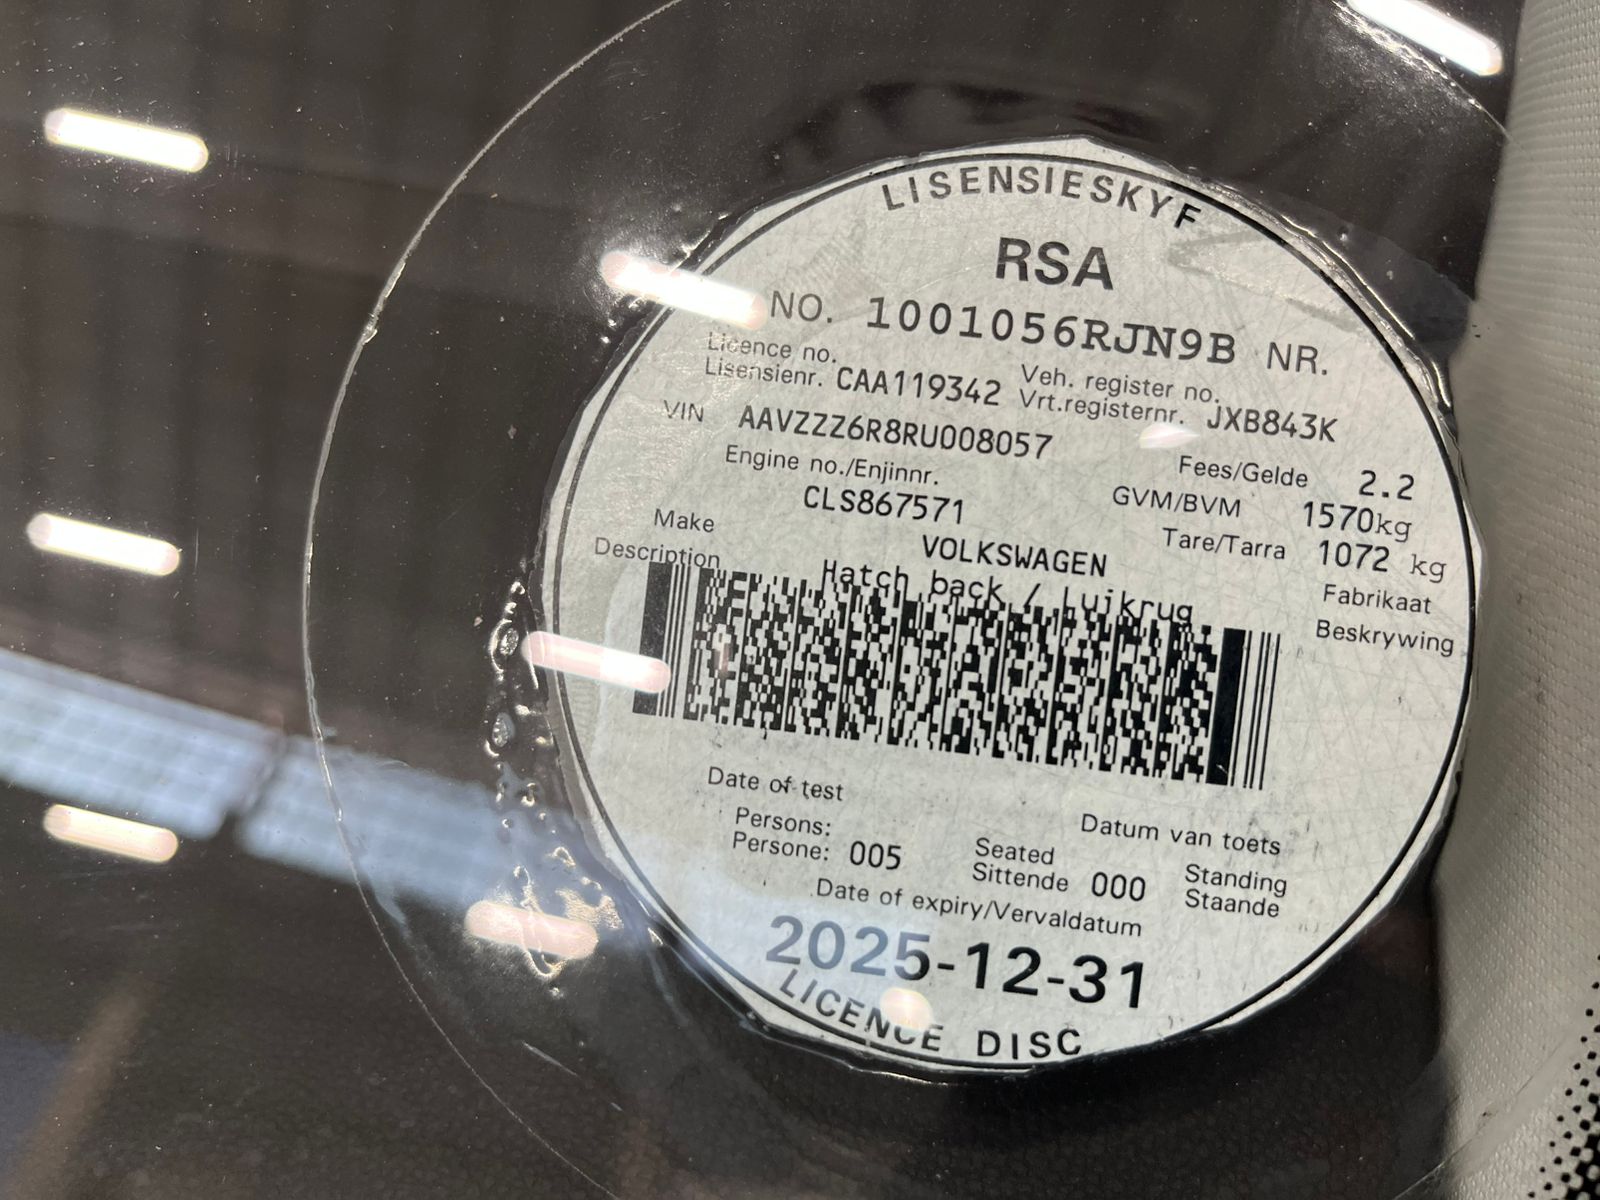 LISENSIESKYF
RSA
NO. 1001056RJN9B NR.
Licence no. Veh. register no.
Lisensienr. CAA119342 Vrt.registernr. JXB843K
VIN AAVZZZ6R8RU008057
Engine no./Enjinnr. Fees/Gelde 2.2
CLS867571 GVM/BVM 1570kg
Make VOLKSWAGEN Tare/Tarra 1072 kg
Fabrikaat
Description Hatch back / Luikrug Beskrywing
Date of test Datum van toets
Persons: Seated Standing
Persone: 005 Sittende 000 Staande
Date of expiry/Vervaldatum
2025-12-31
LICENCE DISC